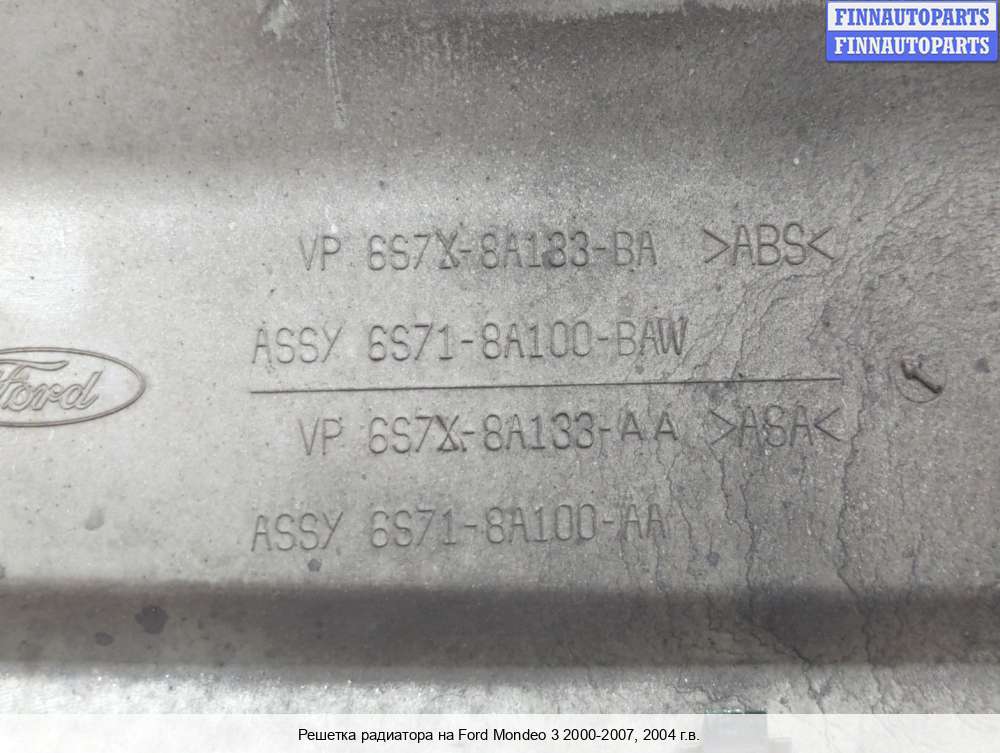 FINNAUTOPARTS
FINNAUTOPARTS
VP 6S7X-8A133-BA >ABS<
ASSY 6S71-8A100-BAW
Ford
VP 6S7X-8A133-AA >ASA<
ASSY 6S71-8A100-AA
Решетка радиатора на Ford Mondeo 3 2000-2007, 2004 г.в.